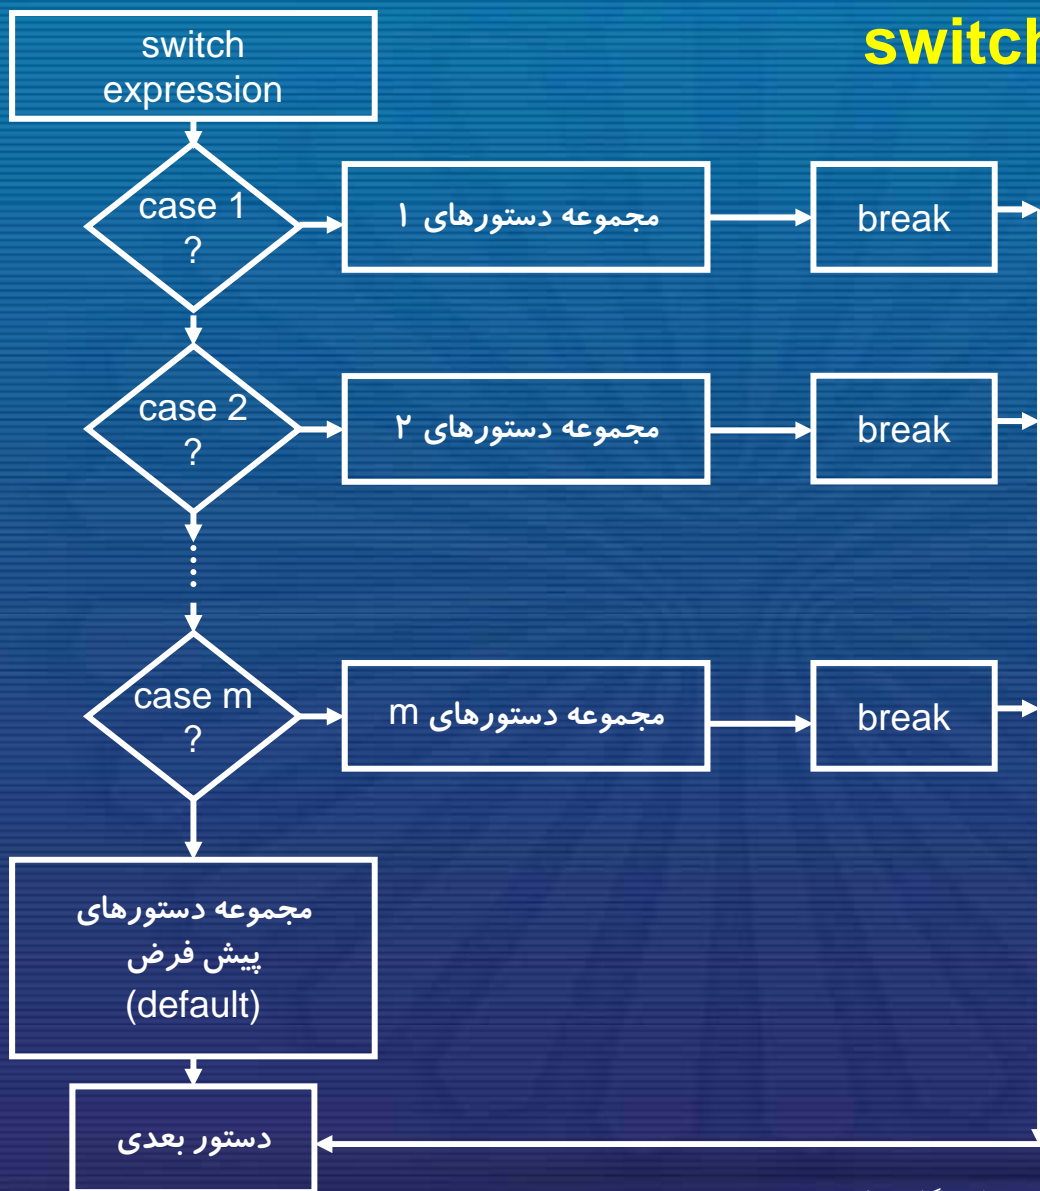 switch
switch
expression
case 1
?
مجموعه دستورهای ۱
break
case 2
?
مجموعه دستورهای ۲
break
case m
?
مجموعه دستورهای m
break
مجموعه دستورهای
پیش فرض
(default)
دستور بعدی